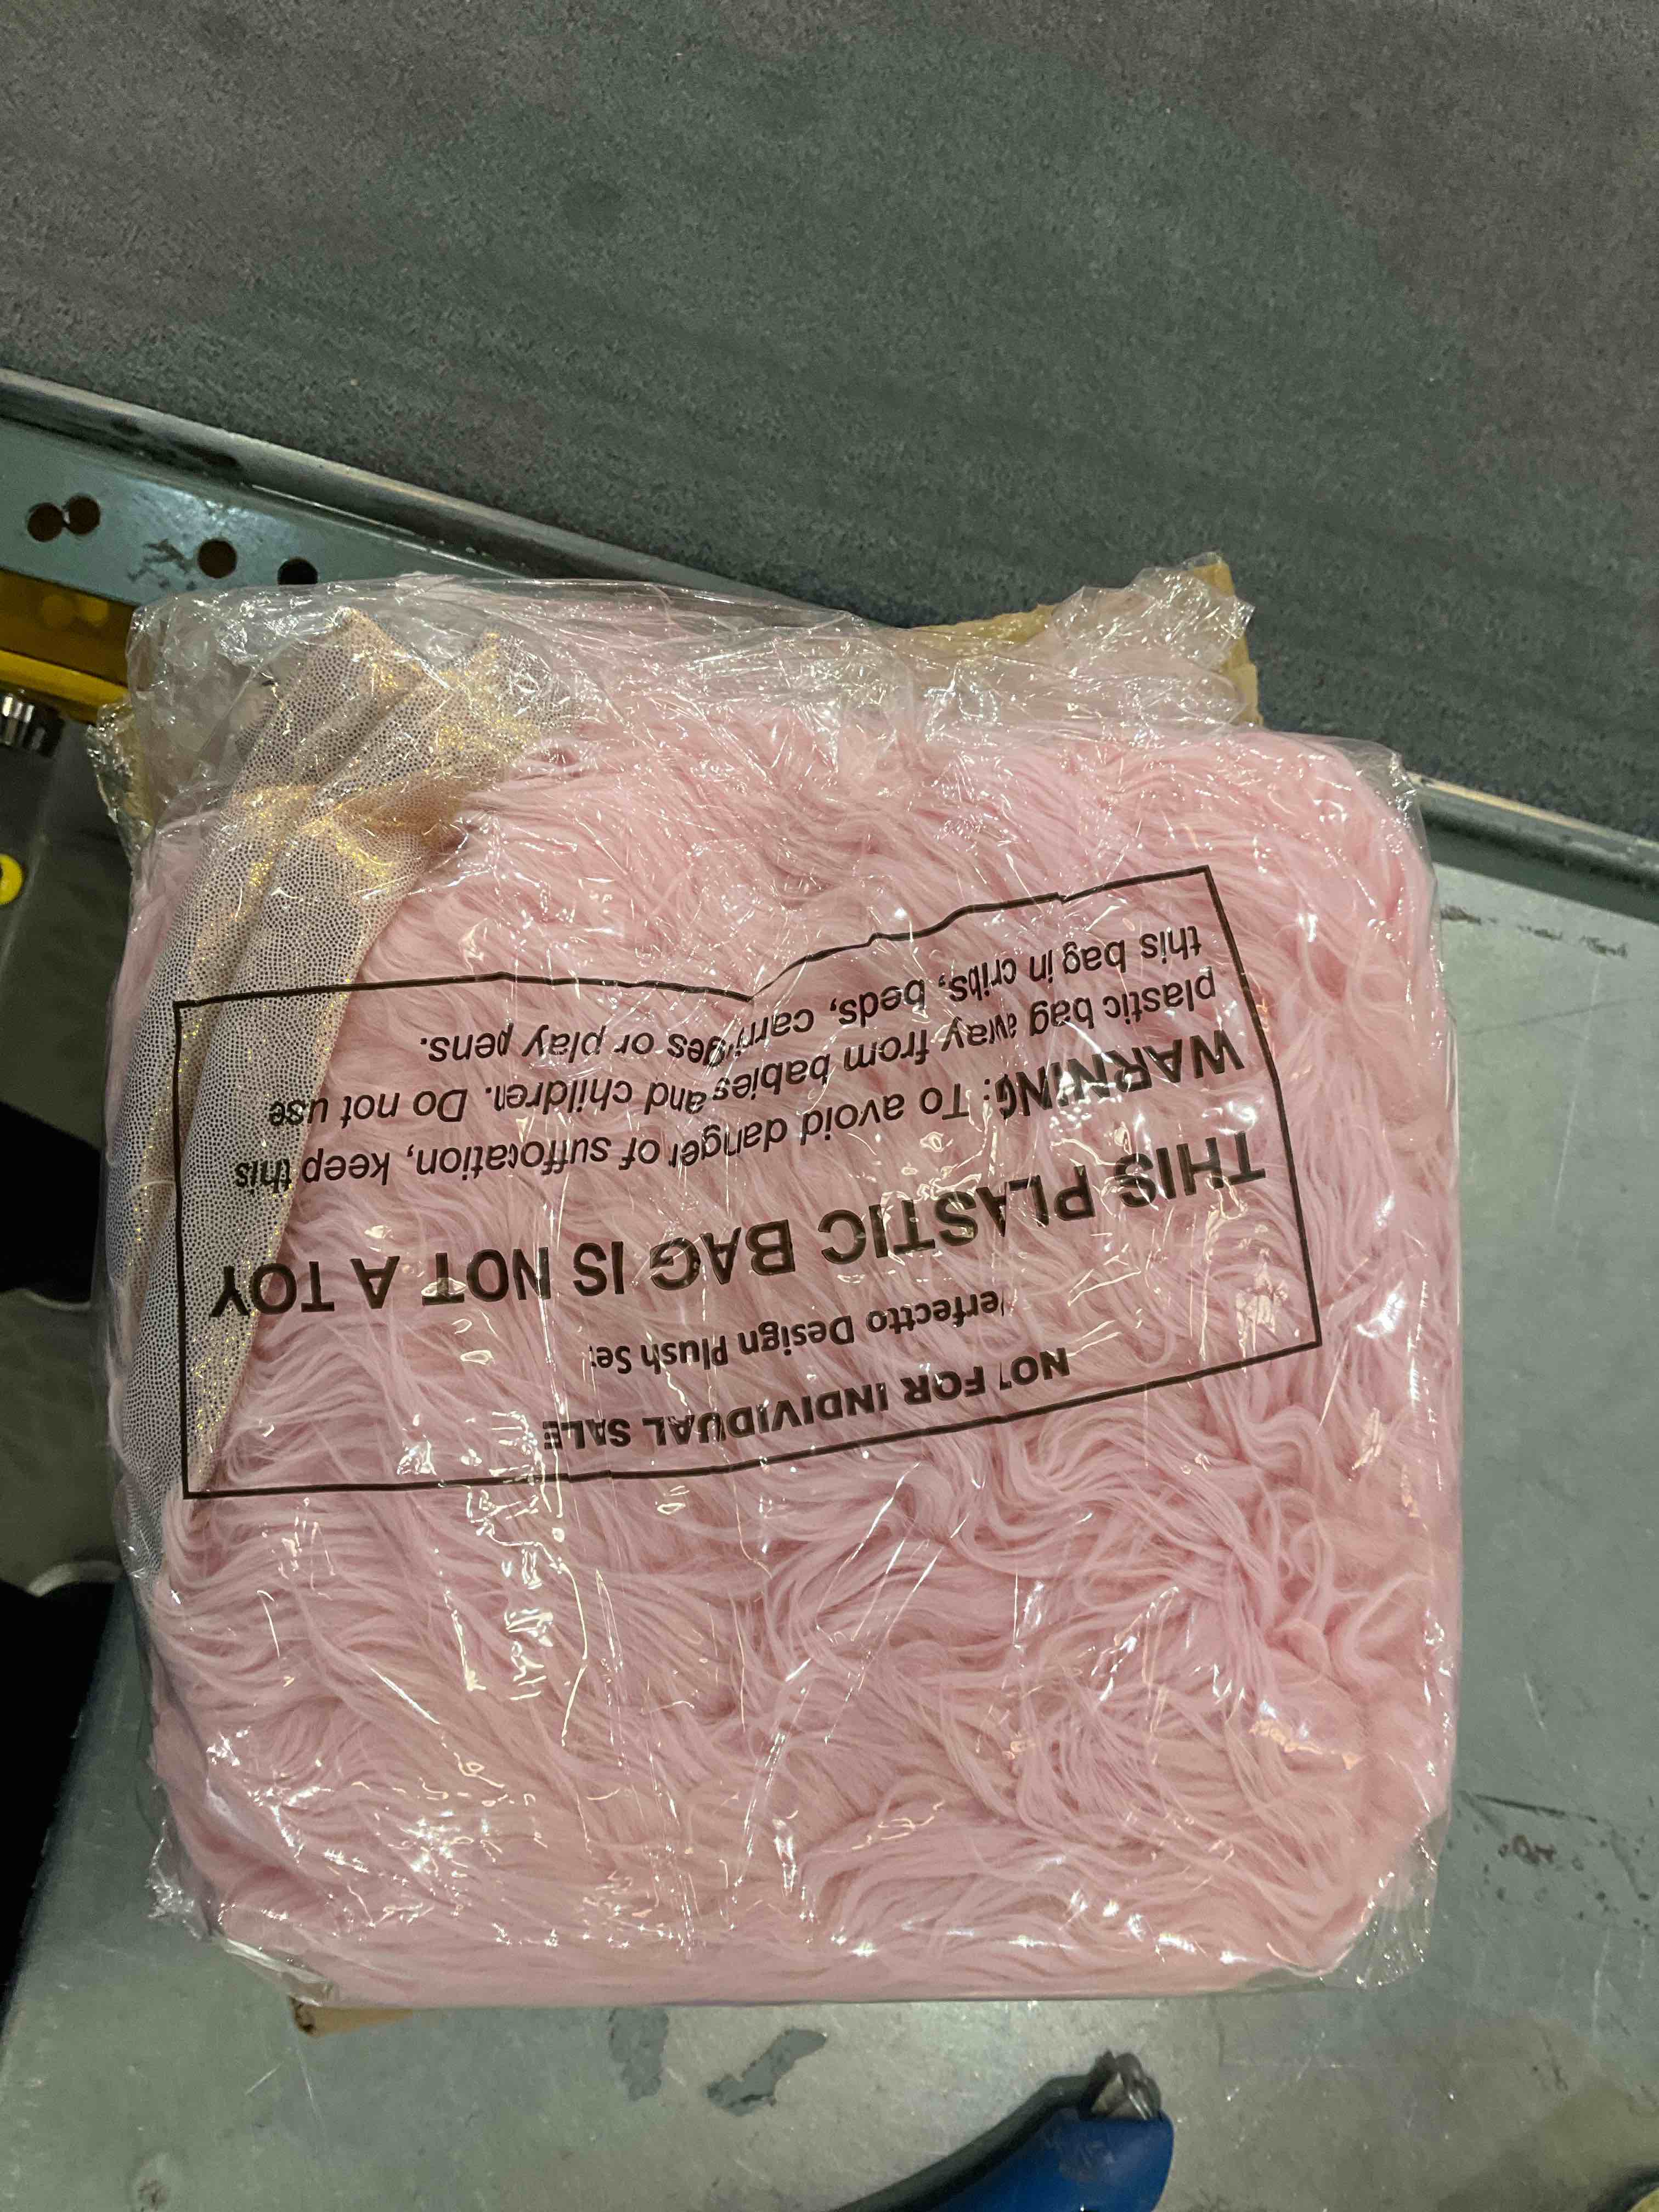 NOT FOR INDIVIDUAL SALE
Perfectto Design Plush Set
THIS PLASTIC BAG IS NOT A TOY
WARNING: To avoid danger of suffocation, keep this
plastic bag away from babies and children. Do not use
this bag in cribs, beds, carriages or play pens.